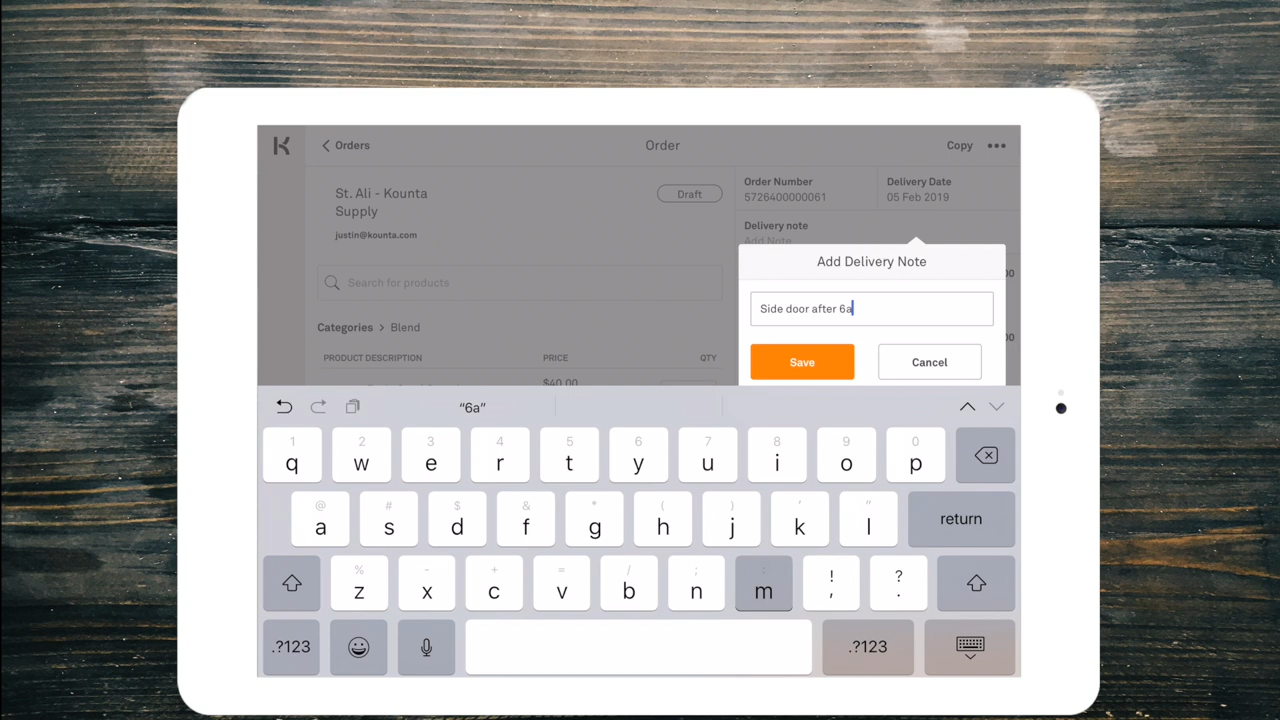 Orders
Order
Copy
St. Ali - Kounta
Supply
Draft
justin@kounta.com
Order Number
5726400000061
Delivery Date
05 Feb 2019
Delivery note
Add Note
Search for products
Categories > Blend
PRODUCT DESCRIPTION PRICE QTY
$40.00
00
00
Add Delivery Note
Side door after 6a
Save Cancel
“6a”
1 2 3 4 5 6 7 8 9 0
q w e r t y u i o p
@ # $ & * ( ) ' "
a s d f g h j k l return
% - + = / ; : ! ?
z x c v b n m , .
.?123 .?123